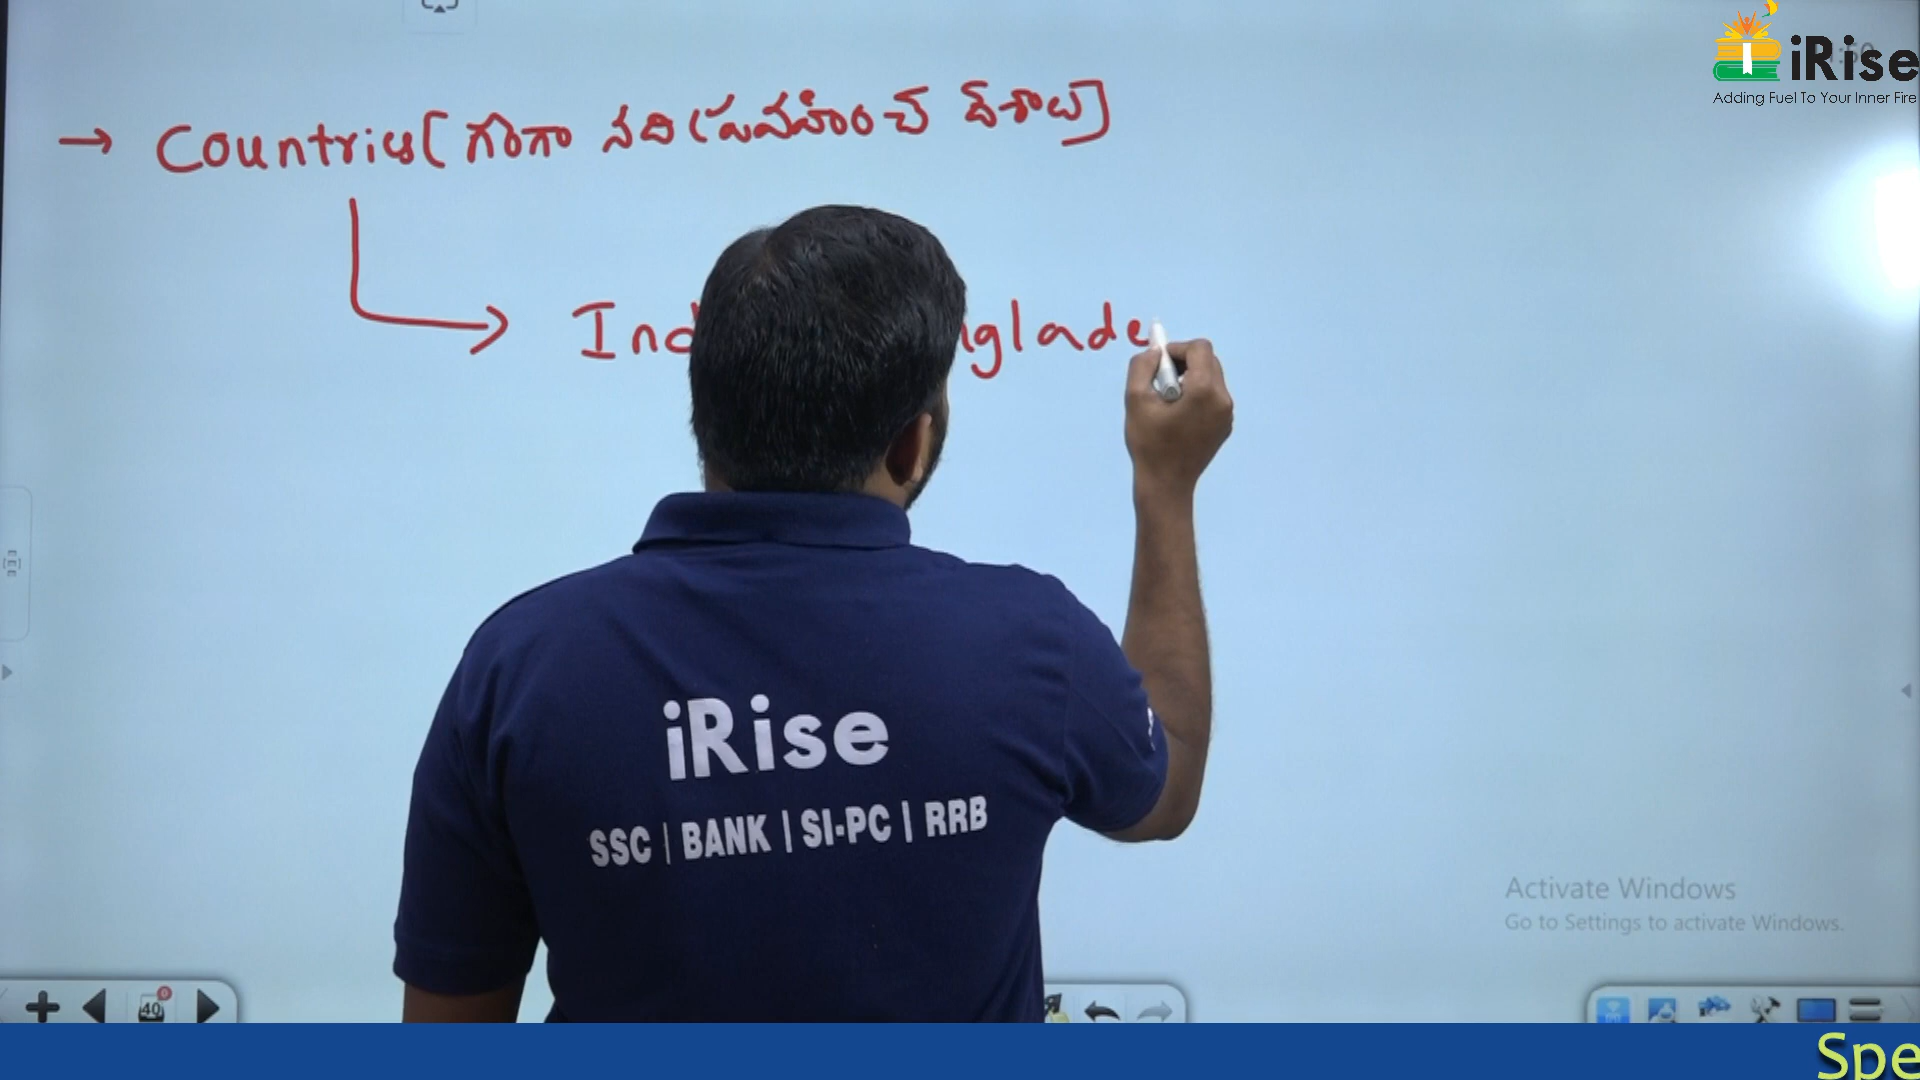 iRise
Adding Fuel To Your Inner Fire
→ Countries [గంగా నది ప్రవహించే దేశాలు]
Ind nglade
iRise
SSC | BANK | SI-PC | RRB
Activate Windows
Go to Settings to activate Windows.
40
Spe